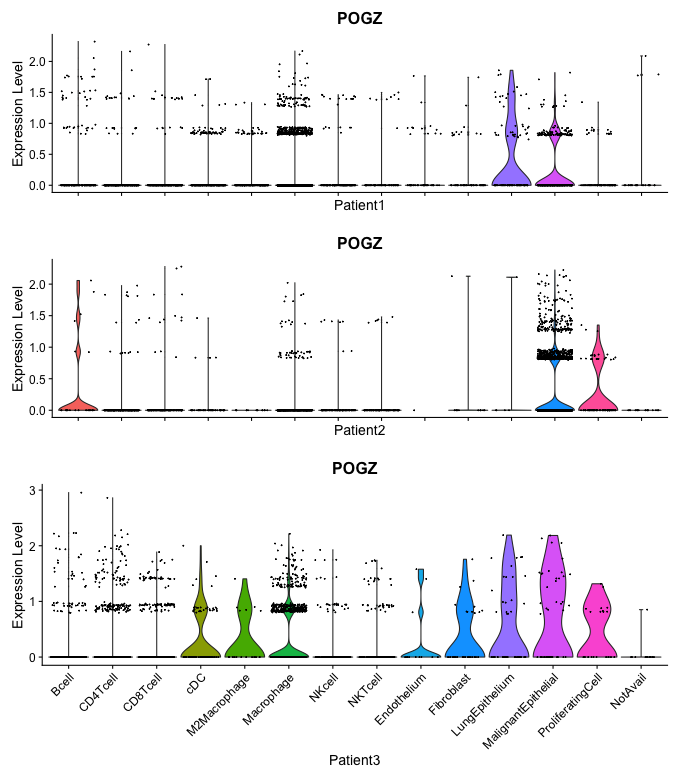 POGZ
Expression Level
2.0
1.5
1.0
0.5
0.0
Patient1
POGZ
Expression Level
2.0
1.5
1.0
0.5
0.0
Patient2
POGZ
Expression Level
3
2
1
0
Bcell
CD4Tcell
CD8Tcell
cDC
M2Macrophage
Macrophage
NKcell
NKTcell
Endothelium
Fibroblast
LungEpithelium
MalignantEpithelial
ProliferatingCell
NotAvail
Patient3